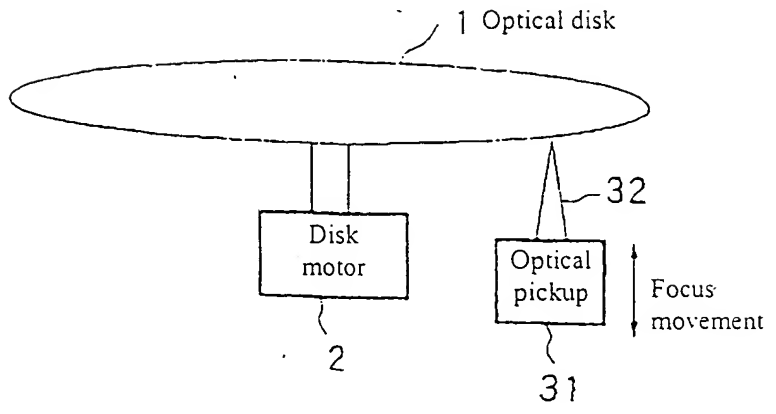 1 Optical disk
32
Disk
motor
Optical
pickup
Focus
movement
2
31